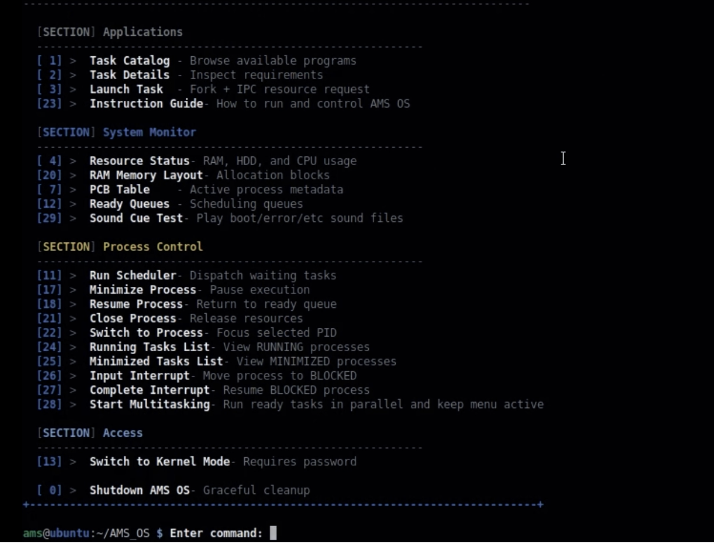 [SECTION] Applications
[ 1] > Task Catalog - Browse available programs
[ 2] > Task Details - Inspect requirements
[ 3] > Launch Task - Fork + IPC resource request
[23] > Instruction Guide- How to run and control AMS OS
[SECTION] System Monitor
[ 4] > Resource Status- RAM, HDD, and CPU usage
[20] > RAM Memory Layout- Allocation blocks
[ 7] > PCB Table - Active process metadata
[12] > Ready Queues - Scheduling queues
[29] > Sound Cue Test- Play boot/error/etc sound files
[SECTION] Process Control
[11] > Run Scheduler- Dispatch waiting tasks
[17] > Minimize Process- Pause execution
[18] > Resume Process- Return to ready queue
[21] > Close Process- Release resources
[22] > Switch to Process- Focus selected PID
[24] > Running Tasks List- View RUNNING processes
[25] > Minimized Tasks List- View MINIMIZED processes
[26] > Input Interrupt- Move process to BLOCKED
[27] > Complete Interrupt- Resume BLOCKED process
[28] > Start Multitasking- Run ready tasks in parallel and keep menu active
[SECTION] Access
[13] > Switch to Kernel Mode- Requires password
[ 0] > Shutdown AMS OS- Graceful cleanup
ams@ubuntu:~/AMS_OS $ Enter command: